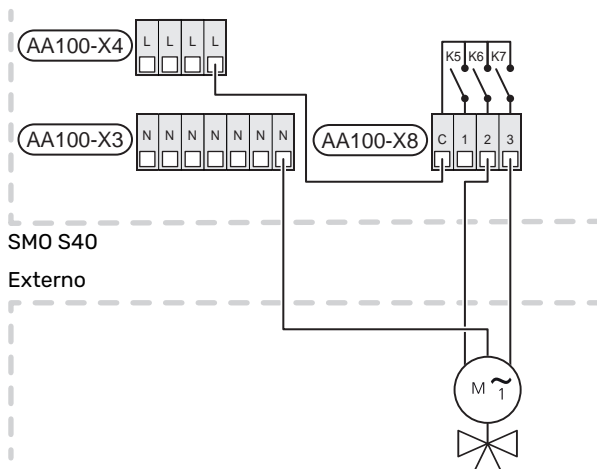 AA100-X4
L L L L
K5 K6 K7
AA100-X3
N N N N N N N
AA100-X8
C 1 2 3
SMO S40
Externo
M ~
1